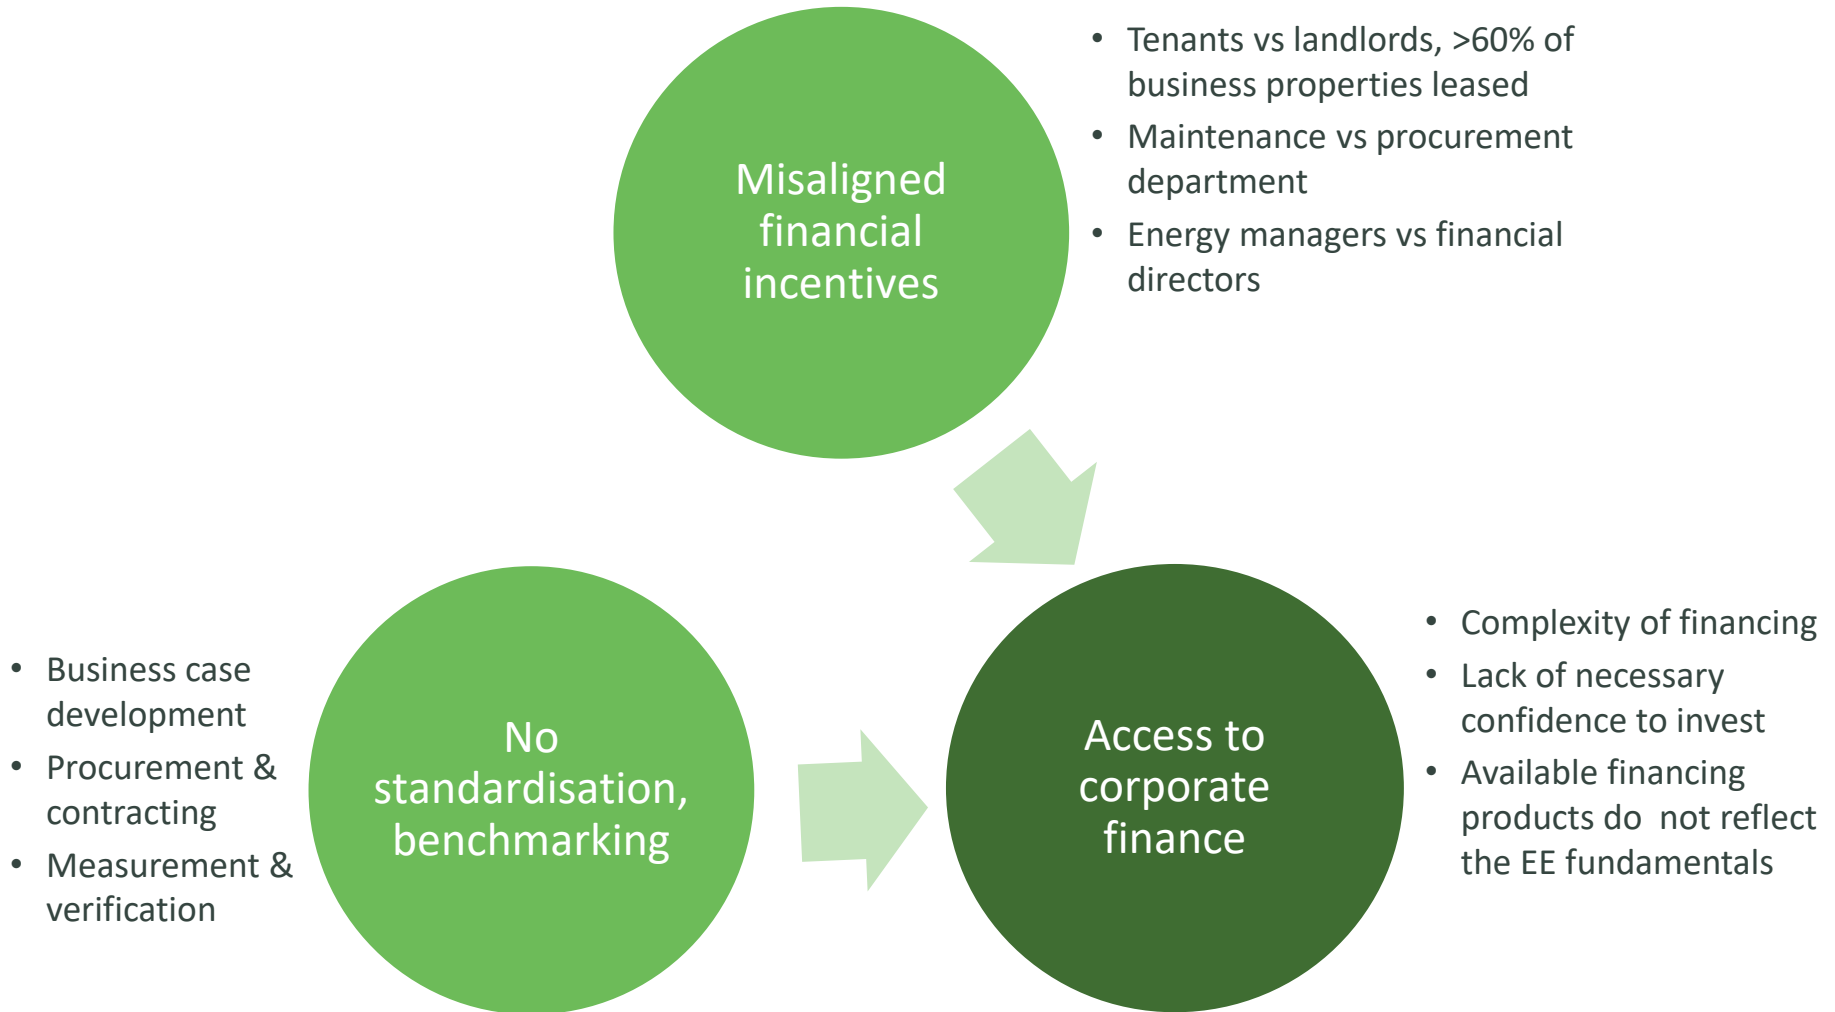 Misaligned
financial
incentives
• Tenants vs landlords, >60% of
business properties leased
• Maintenance vs procurement
department
• Energy managers vs financial
directors
• Business case
development
• Procurement &
contracting
• Measurement &
verification
No
standardisation,
benchmarking
Access to
corporate
finance
• Complexity of financing
• Lack of necessary
confidence to invest
• Available financing
products do  not reflect
the EE fundamentals